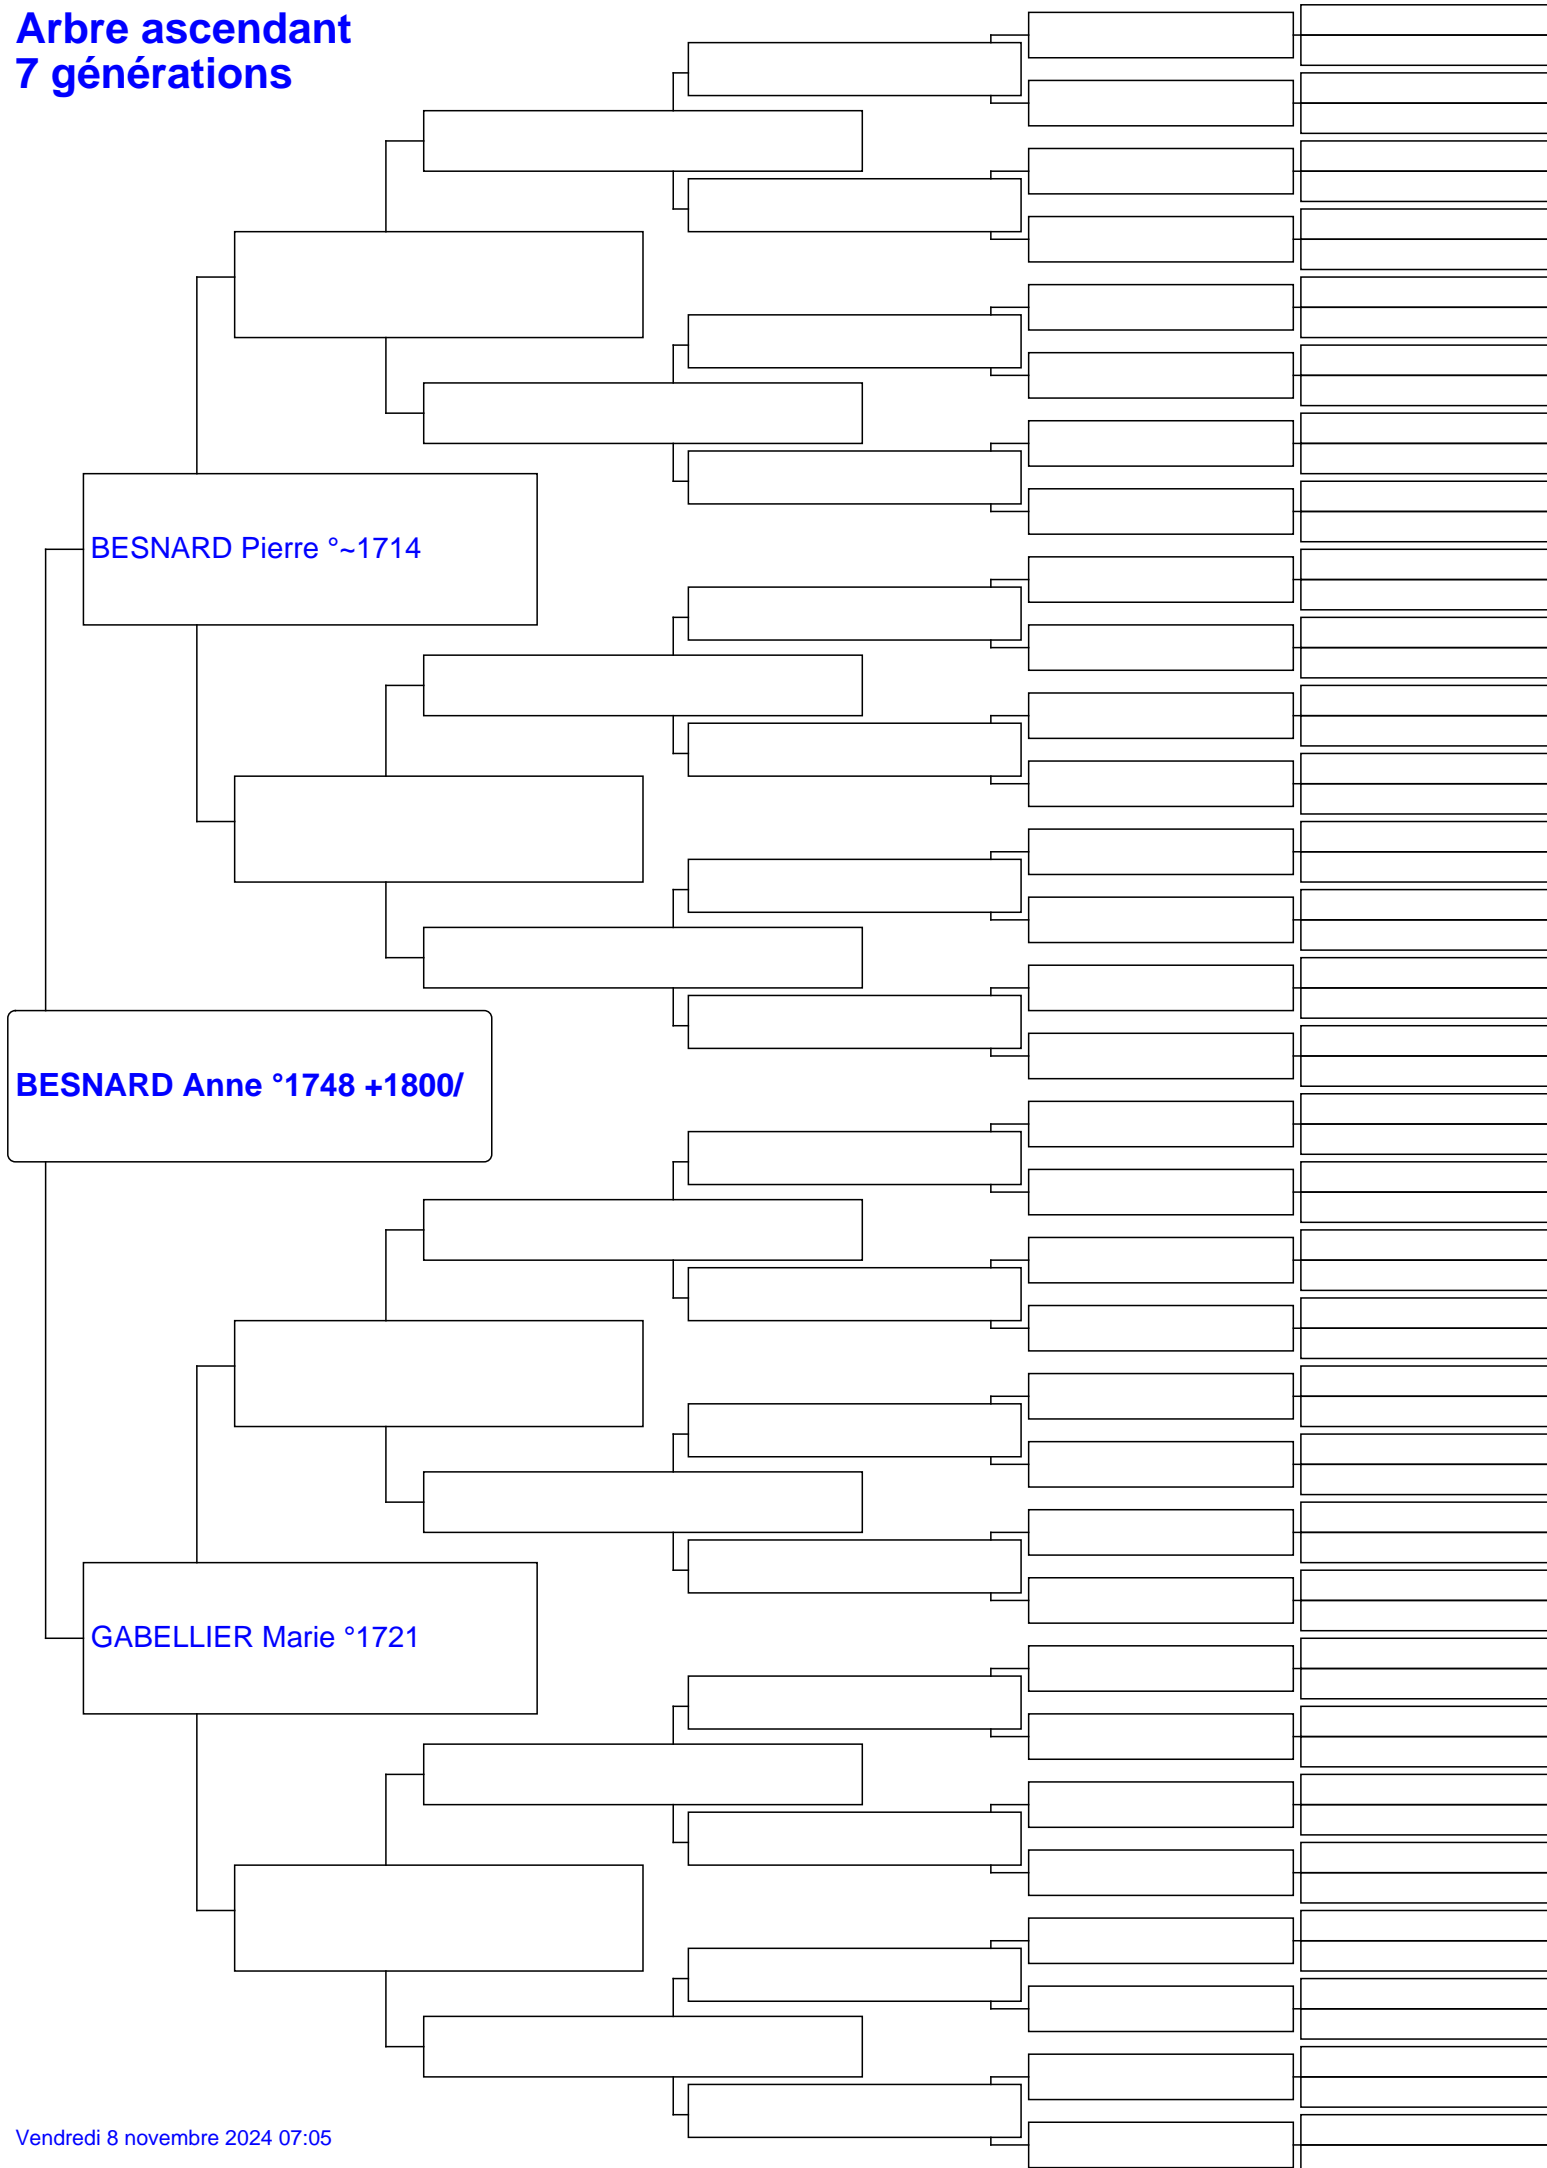 Arbre ascendant
7 générations
BESNARD Pierre °~1714
BESNARD Anne °1748 +1800/
GABELLIER Marie °1721
Vendredi 8 novembre 2024 07:05